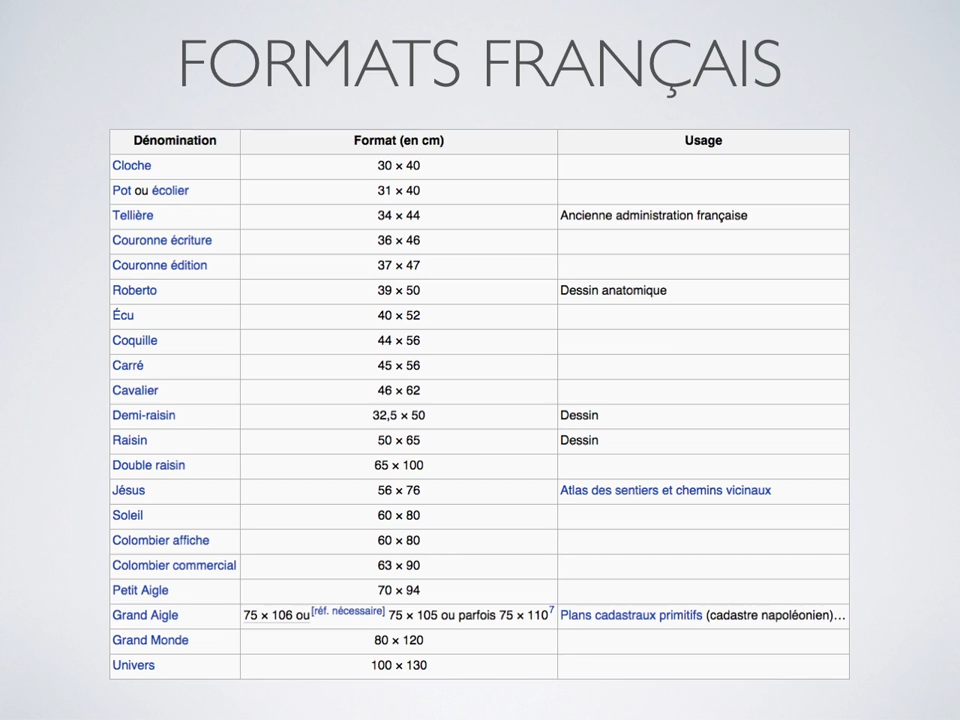 FORMATS FRANÇAIS
Dénomination Format (en cm) Usage
Cloche 30 × 40
Pot ou écolier 31 × 40
Tellière 34 × 44 Ancienne administration française
Couronne écriture 36 × 46
Couronne édition 37 × 47
Roberto 39 × 50 Dessin anatomique
Écu 40 × 52
Coquille 44 × 56
Carré 45 × 56
Cavalier 46 × 62
Demi-raisin 32,5 × 50 Dessin
Raisin 50 × 65 Dessin
Double raisin 65 × 100
Jésus 56 × 76 Atlas des sentiers et chemins vicinaux
Soleil 60 × 80
Colombier affiche 60 × 80
Colombier commercial 63 × 90
Petit Aigle 70 × 94
Grand Aigle 75 × 106 ou[réf. nécessaire] 75 × 105 ou parfois 75 × 1107 Plans cadastraux primitifs (cadastre napoléonien)…
Grand Monde 80 × 120
Univers 100 × 130